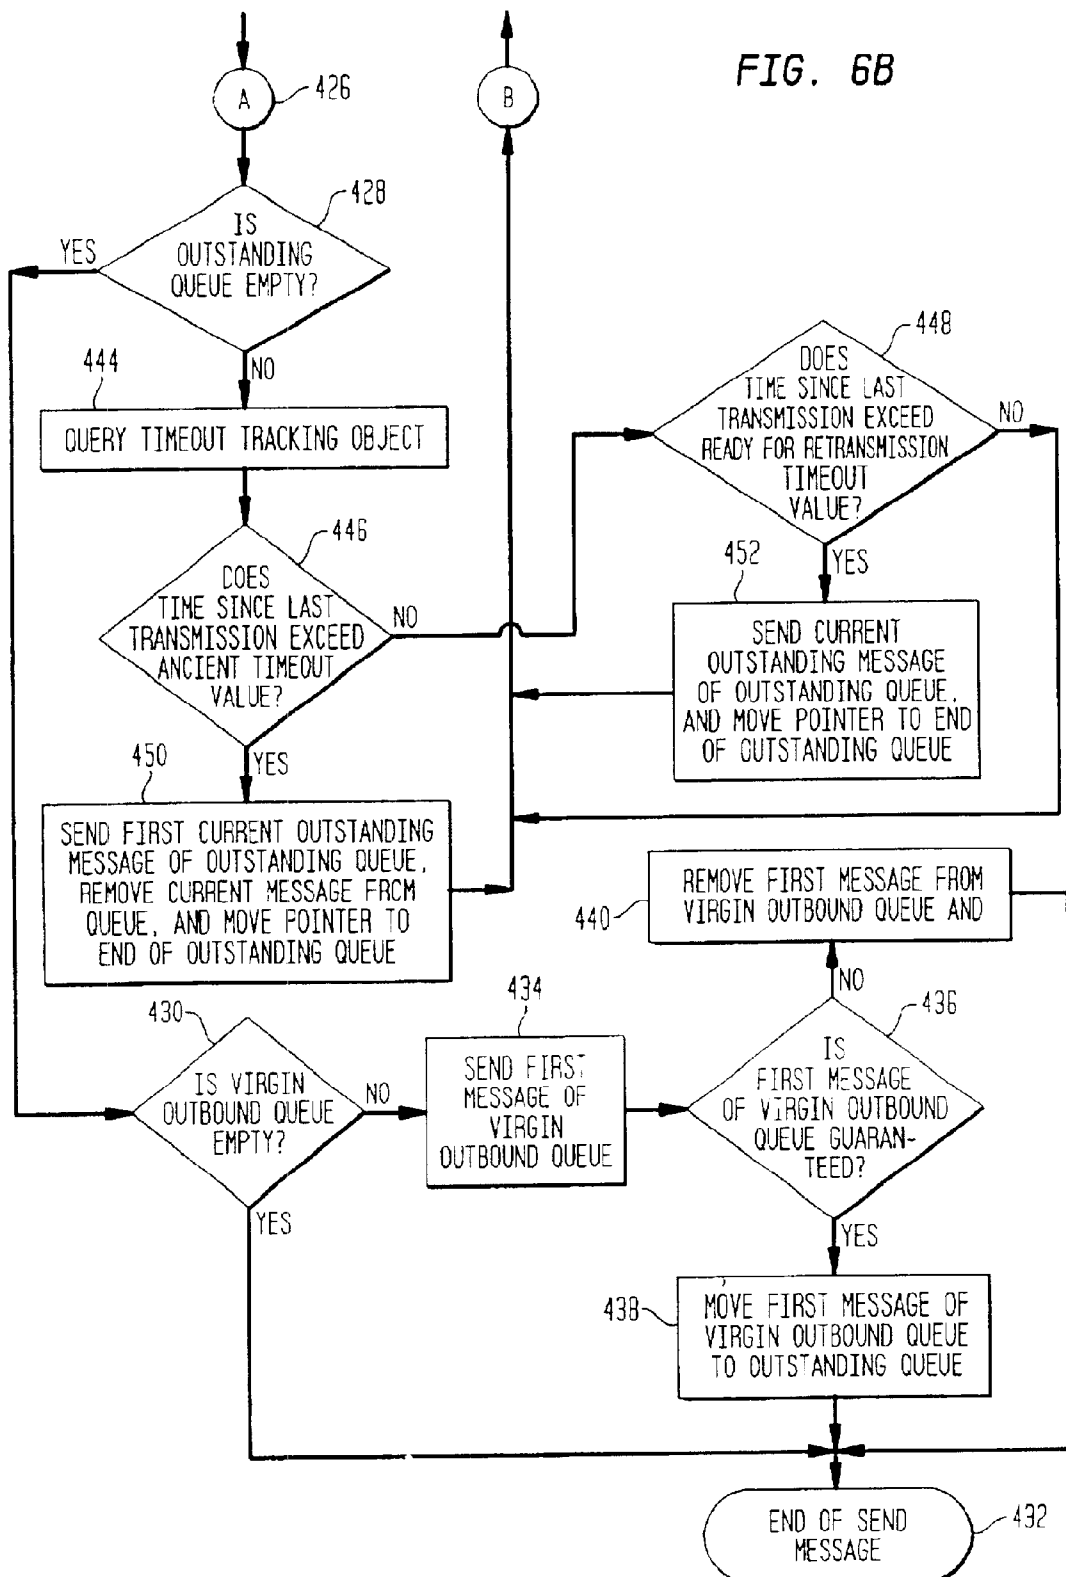 FIG. 6B
A
426
B
428
IS
OUTSTANDING
QUEUE EMPTY?
YES
NO
444
QUERY TIMEOUT TRACKING OBJECT
446
DOES
TIME SINCE LAST
TRANSMISSION EXCEED
ANCIENT TIMEOUT
VALUE?
NO
YES
448
DOES
TIME SINCE LAST
TRANSMISSION EXCEED
READY FOR RETRANSMISSION
TIMEOUT
VALUE?
NO
YES
452
SEND CURRENT
OUTSTANDING MESSAGE
OF OUTSTANDING QUEUE,
AND MOVE POINTER TO END
OF OUTSTANDING QUEUE
450
SEND FIRST CURRENT OUTSTANDING
MESSAGE OF OUTSTANDING QUEUE,
REMOVE CURRENT MESSAGE FROM
QUEUE, AND MOVE POINTER TO
END OF OUTSTANDING QUEUE
440
REMOVE FIRST MESSAGE FROM
VIRGIN OUTBOUND QUEUE AND
430
IS VIRGIN
OUTBOUND QUEUE
EMPTY?
NO
YES
434
SEND FIRST
MESSAGE OF
VIRGIN
OUTBOUND QUEUE
436
IS
FIRST MESSAGE
OF VIRGIN OUTBOUND
QUEUE GUARAN-
TEED?
NO
YES
438
MOVE FIRST MESSAGE OF
VIRGIN OUTBOUND QUEUE
TO OUTSTANDING QUEUE
END OF SEND
MESSAGE
432